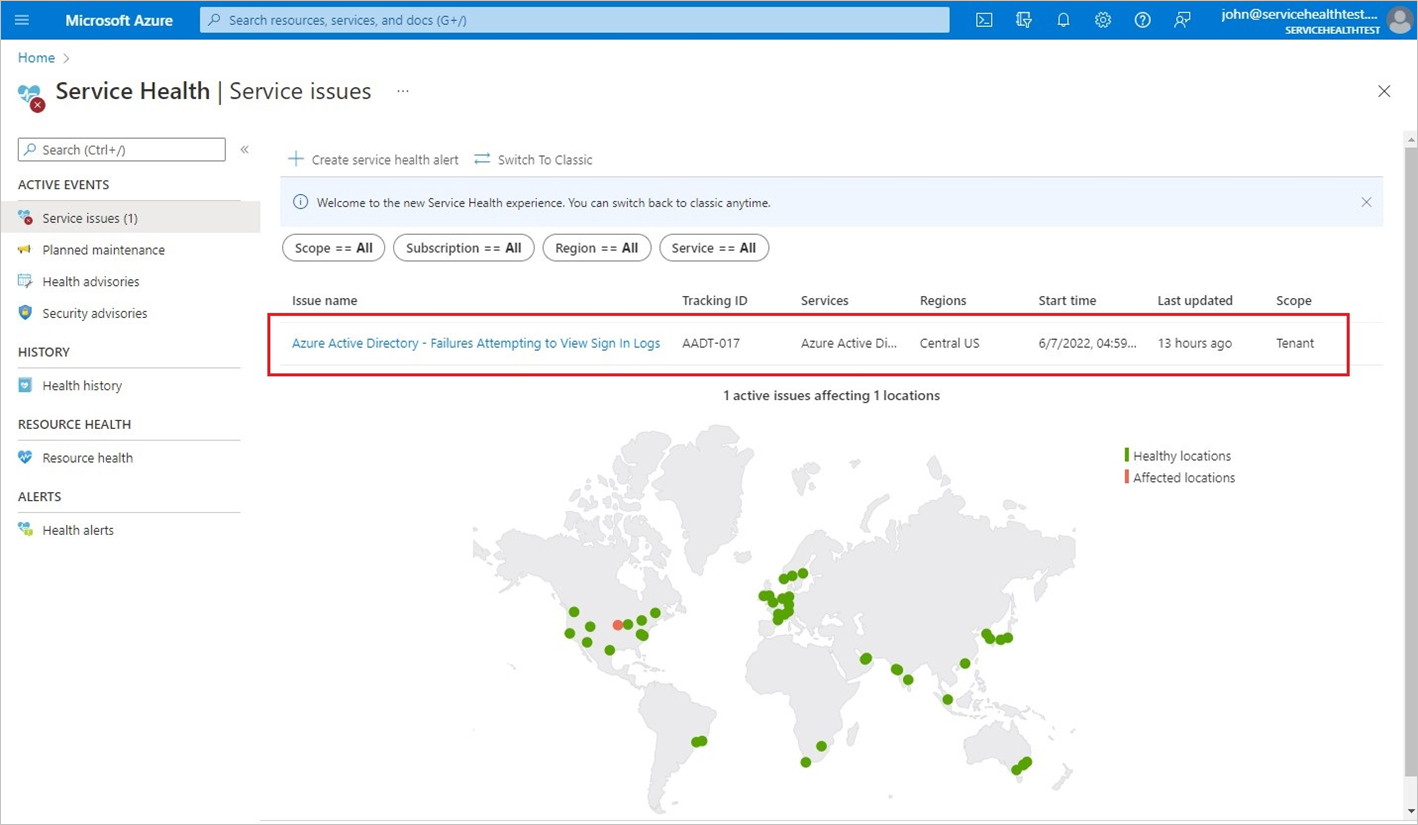 Microsoft Azure
Search resources, services, and docs (G+/)
john@servicehealthtest....
SERVICEHEALTHTEST
Home
Service Health | Service issues
...
Search (Ctrl+/)
«
ACTIVE EVENTS
Service issues (1)
Planned maintenance
Health advisories
Security advisories
HISTORY
Health history
RESOURCE HEALTH
Resource health
ALERTS
Health alerts
Create service health alert
Switch To Classic
Welcome to the new Service Health experience. You can switch back to classic anytime.
Scope == All Subscription == All Region == All Service == All
Issue name Tracking ID Services Regions Start time Last updated Scope
Azure Active Directory - Failures Attempting to View Sign In Logs AADT-017 Azure Active Di... Central US 6/7/2022, 04:59... 13 hours ago Tenant
1 active issues affecting 1 locations
Healthy locations
Affected locations